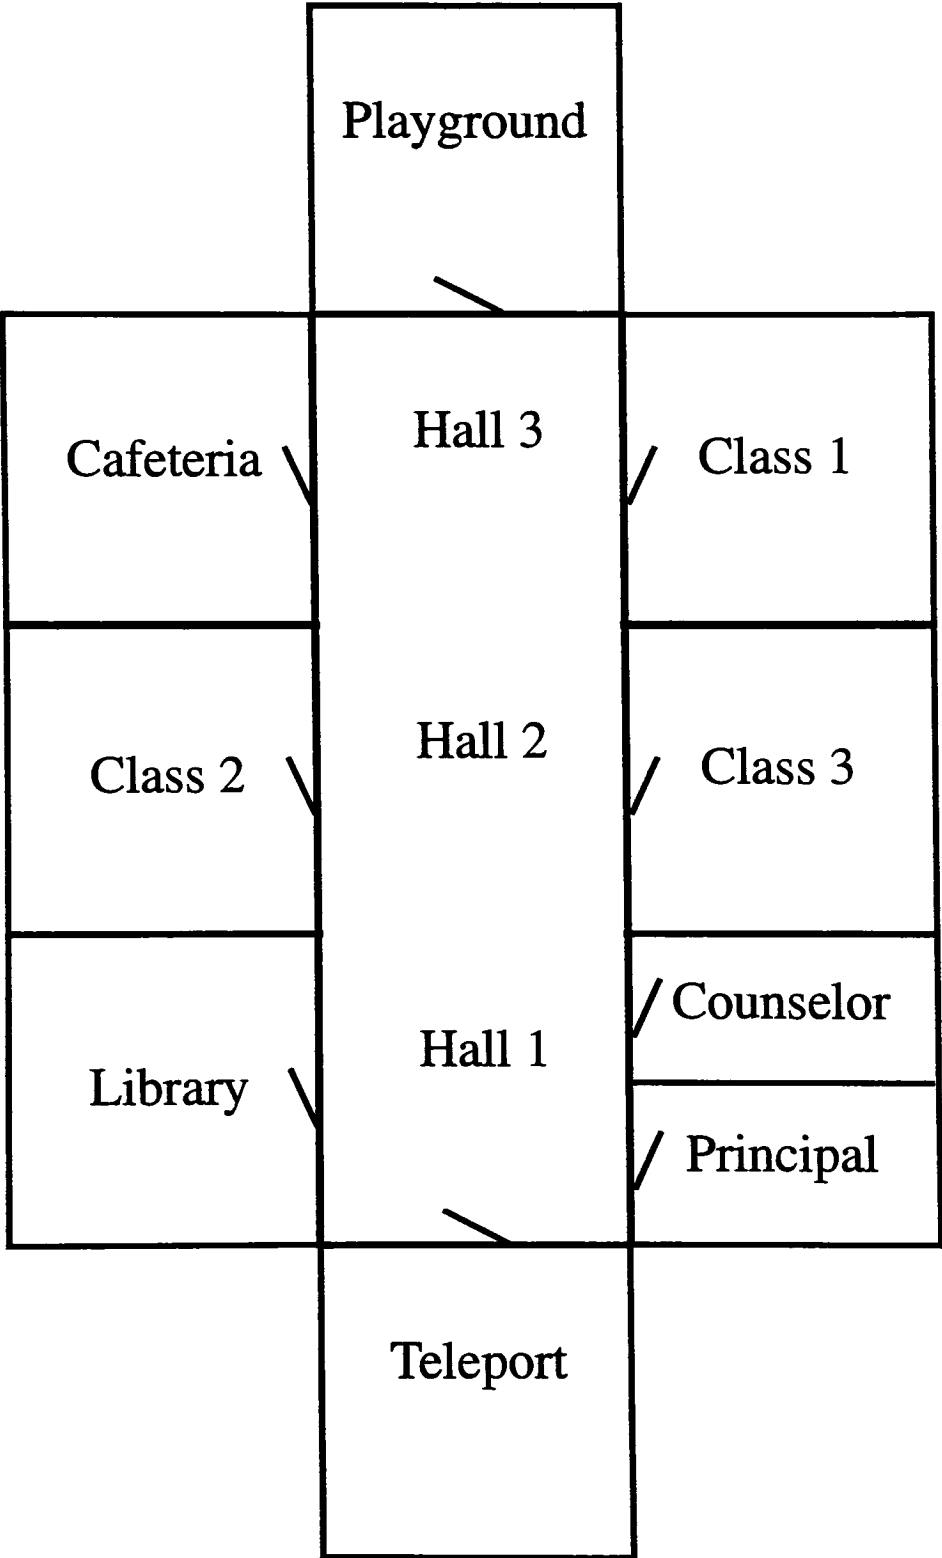 Playground
Hall 3
Cafeteria
Class 1
Hall 2
Class 2
Class 3
Counselor
Hall 1
Library
Principal
Teleport